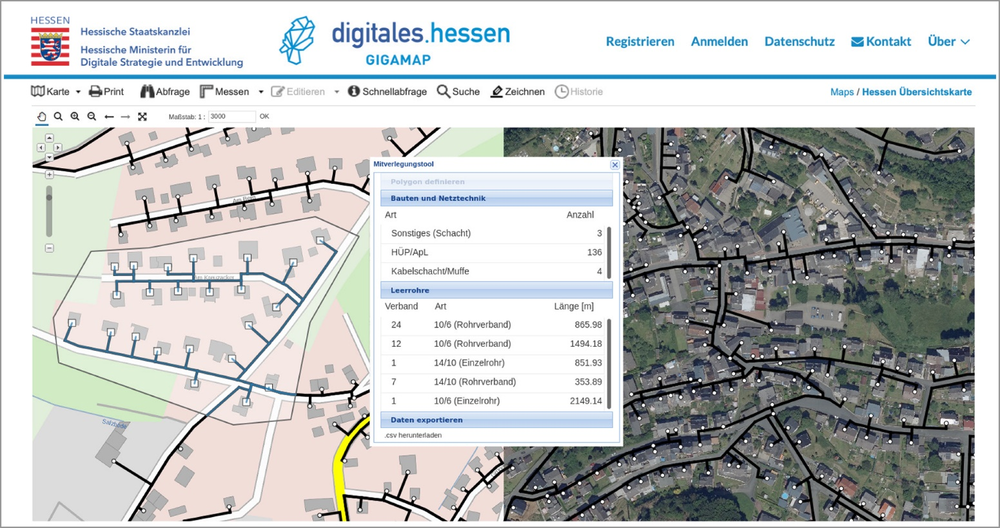 HESSEN
Hessische Staatskanzlei
Hessische Ministerin für
Digitale Strategie und Entwicklung
digitales.hessen
GIGAMAP
Registrieren Anmelden Datenschutz Kontakt Über
Karte Print Abfrage Messen Editieren Schnellabfrage Suche Zeichnen Historie
Maps / Hessen Übersichtskarte
Maßstab: 1 : 3000 OK
Am Kreuzacker
Salzböde
Mitverlegungstool
Polygon definieren
Bauten und Netztechnik
Art Anzahl
Sonstiges (Schacht) 3
HÜP/ApL 136
Kabelschacht/Muffe 4
Leerrohre
Verband Art Länge [m]
24 10/6 (Rohrverband) 865.98
12 10/6 (Rohrverband) 1494.18
1 14/10 (Einzelrohr) 851.93
7 14/10 (Rohrverband) 353.89
1 10/6 (Einzelrohr) 2149.14
Daten exportieren
.csv herunterladen